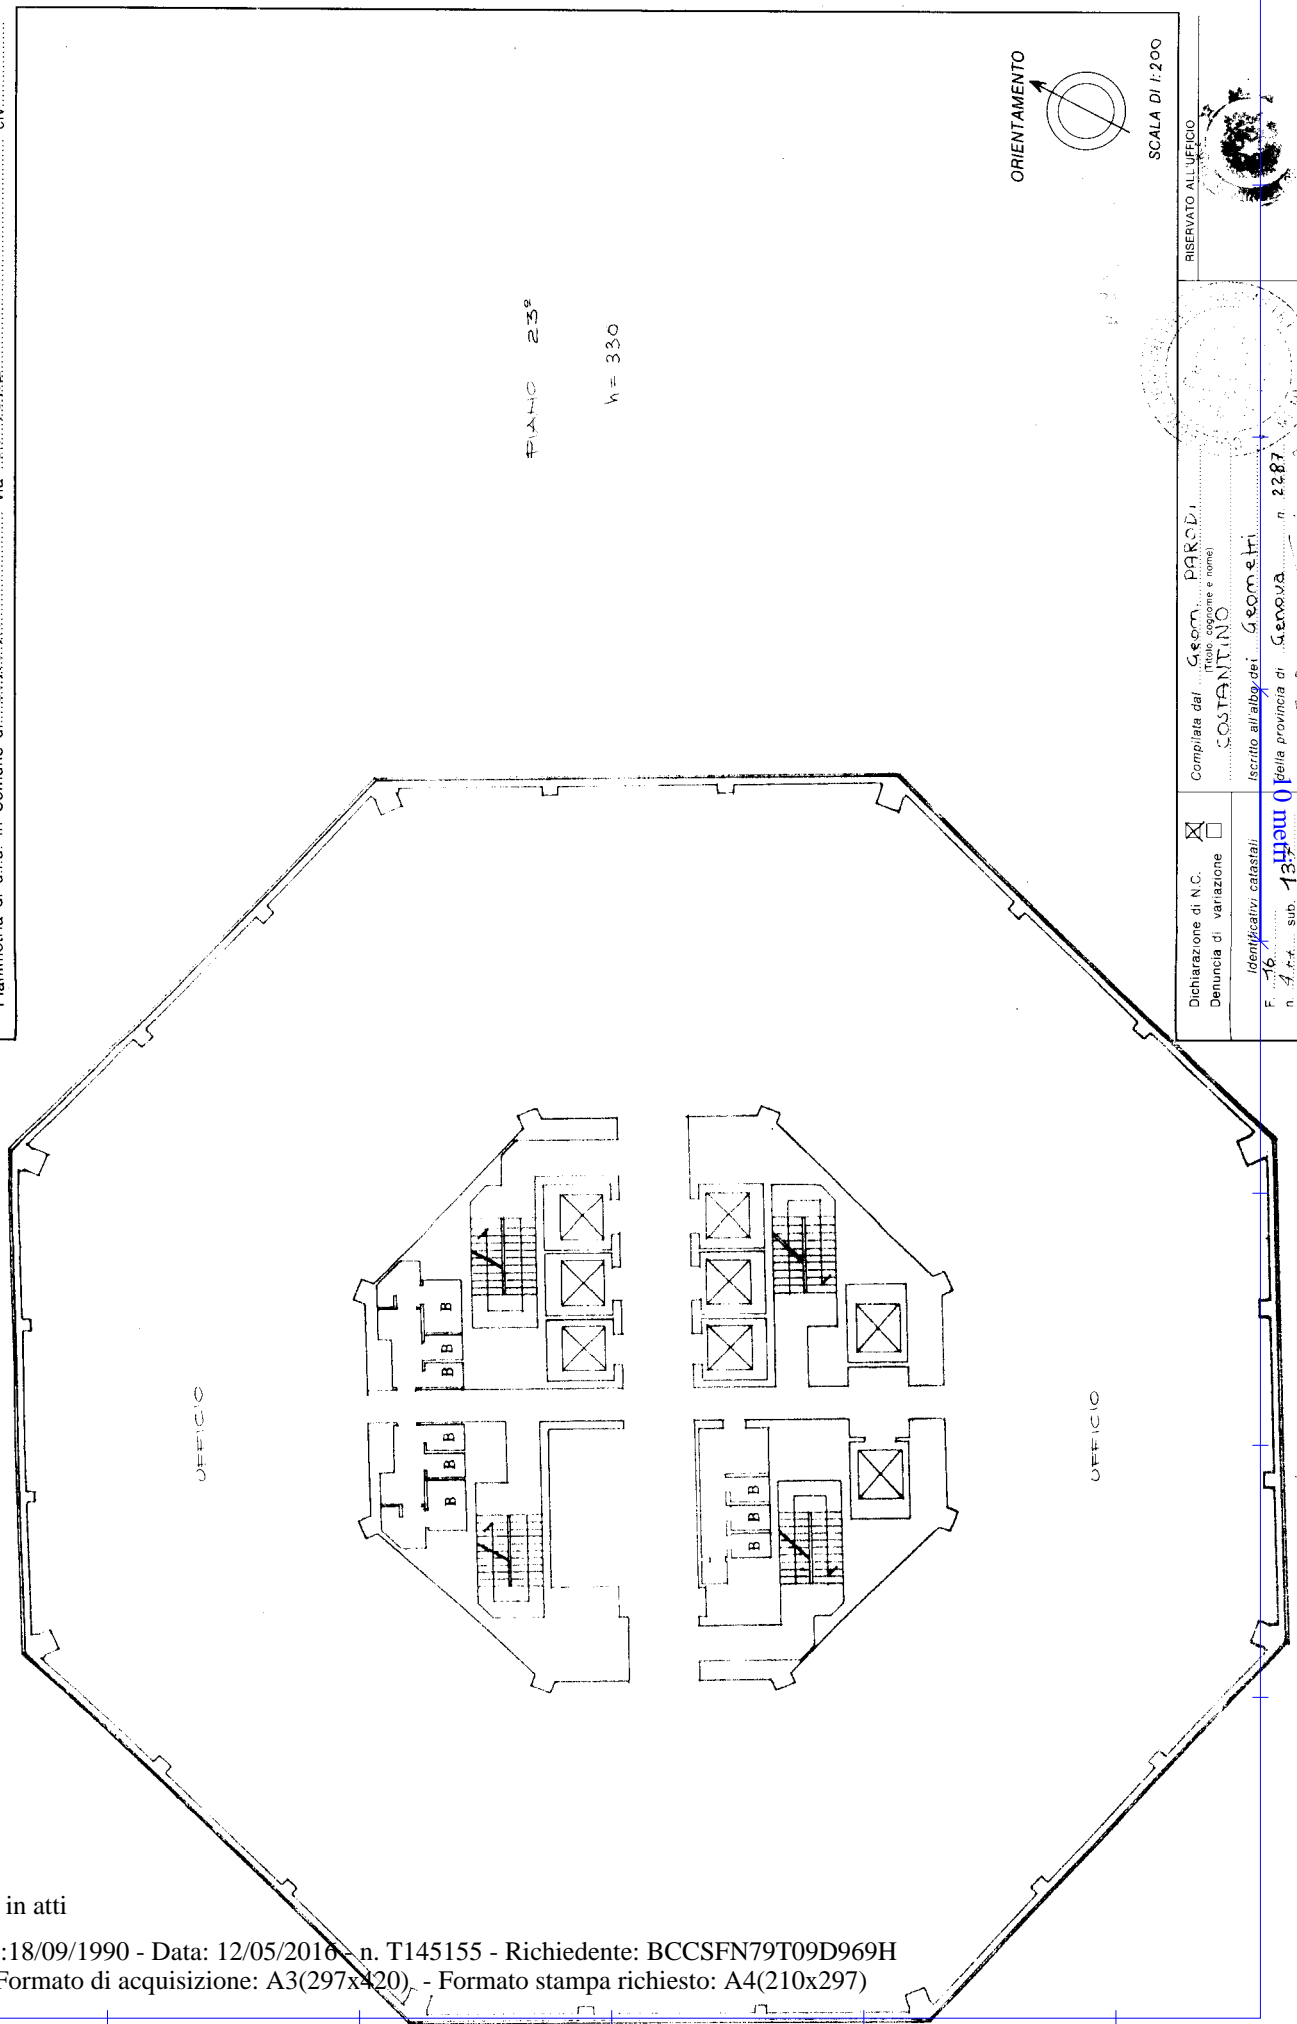 ORIENTAMENTO
SCALA DI 1:200
PIANO 23º
h = 330
UFFICIO
UFFICIO
B
B
B
B
B
B
B
B
B
RISERVATO ALL'UFFICIO
Compilata dal Geom. PARODI
(Titolo, cognome e nome)
COSTANTINO
Iscritto all'albo dei Geometri
della provincia di Genova n. 2287
Dichiarazione di N.C.
Denuncia di variazione
Identificativi catastali
F. 16
n. sub. 137
10 metri
in atti
:18/09/1990 - Data: 12/05/2016 - n. T145155 - Richiedente: BCCSFN79T09D969H
Formato di acquisizione: A3(297x420) - Formato stampa richiesto: A4(210x297)